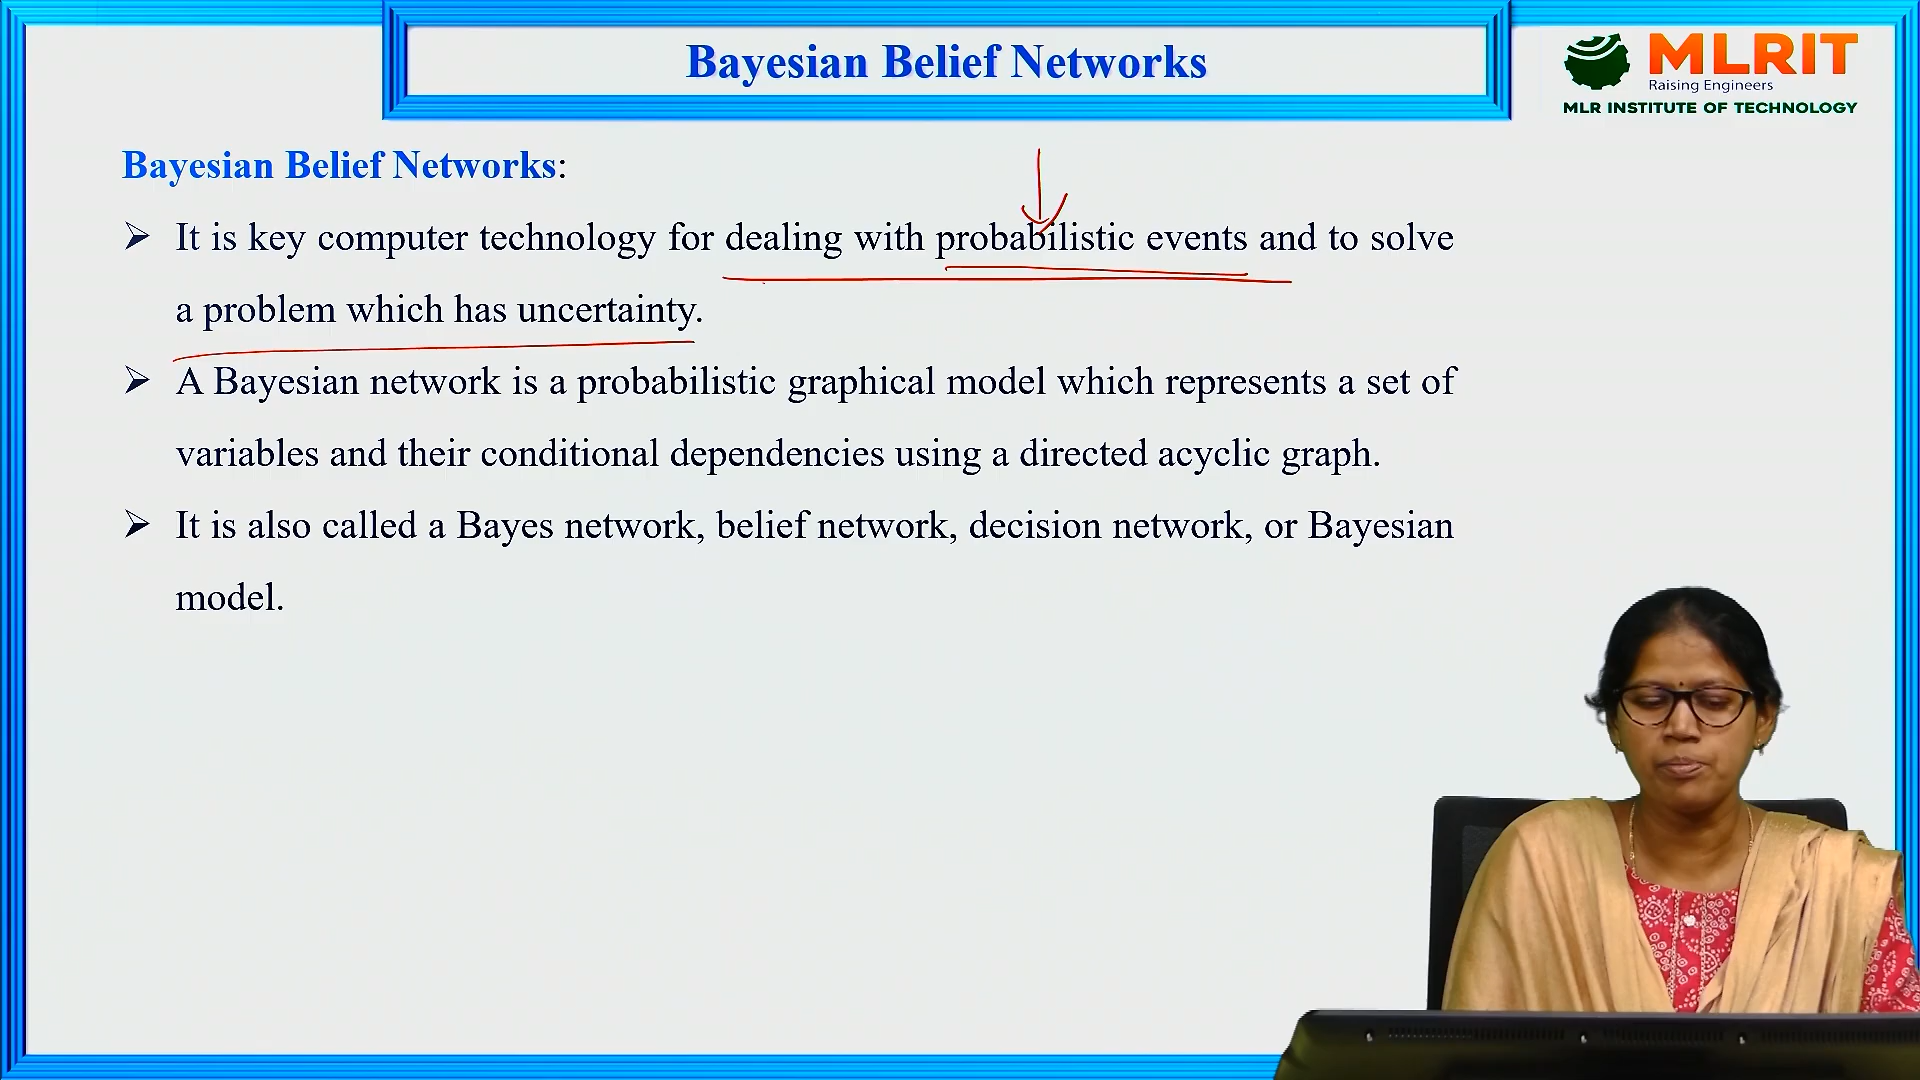 Bayesian Belief Networks
MLRIT
Raising Engineers
MLR INSTITUTE OF TECHNOLOGY
Bayesian Belief Networks:
It is key computer technology for dealing with probabilistic events and to solve
a problem which has uncertainty.
A Bayesian network is a probabilistic graphical model which represents a set of
variables and their conditional dependencies using a directed acyclic graph.
It is also called a Bayes network, belief network, decision network, or Bayesian
model.